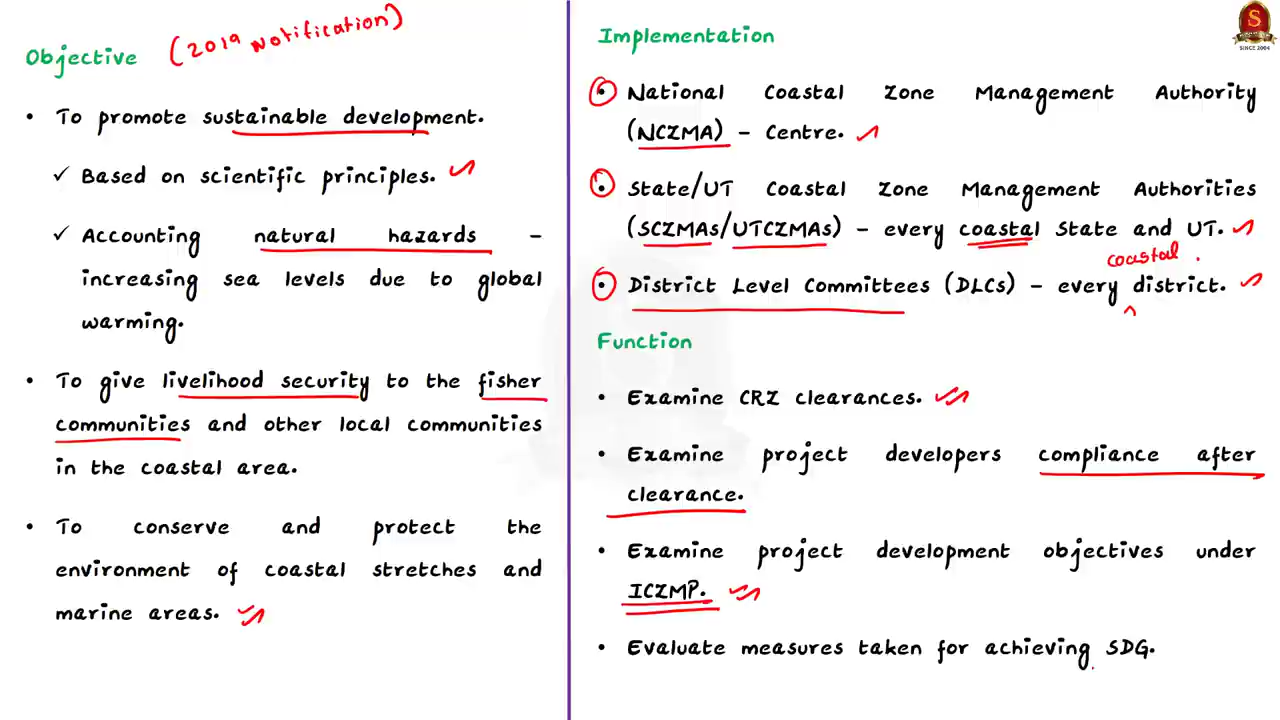 Objective (2019 Notification)
• To promote sustainable development.
✓ Based on scientific principles.
✓ Accounting natural hazards –
increasing sea levels due to global
warming.
• To give livelihood security to the fisher
communities and other local communities
in the coastal area.
• To conserve and protect the
environment of coastal stretches and
marine areas.
Implementation
• National Coastal Zone Management Authority
(NCZMA) – Centre.
• State/UT Coastal Zone Management Authorities
(SCZMAs/UTCZMAs) – every coastal State and UT.
coastal
• District Level Committees (DLCs) – every district.
Function
• Examine CRZ clearances.
• Examine project developers compliance after
clearance.
• Examine project development objectives under
ICZMP.
• Evaluate measures taken for achieving SDG.
S
SINCE 2004